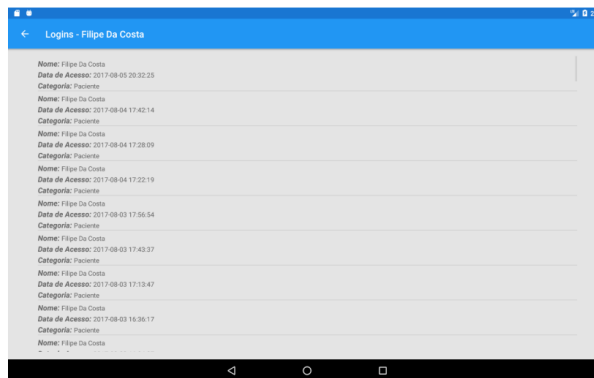 Logins - Filipe Da Costa
Nome: Filipe Da Costa
Data de Acesso: 2017-08-05 20:32:25
Categoria: Paciente
Nome: Filipe Da Costa
Data de Acesso: 2017-08-04 17:42:14
Categoria: Paciente
Nome: Filipe Da Costa
Data de Acesso: 2017-08-04 17:28:09
Categoria: Paciente
Nome: Filipe Da Costa
Data de Acesso: 2017-08-04 17:22:19
Categoria: Paciente
Nome: Filipe Da Costa
Data de Acesso: 2017-08-03 17:56:54
Categoria: Paciente
Nome: Filipe Da Costa
Data de Acesso: 2017-08-03 17:43:37
Categoria: Paciente
Nome: Filipe Da Costa
Data de Acesso: 2017-08-03 17:13:47
Categoria: Paciente
Nome: Filipe Da Costa
Data de Acesso: 2017-08-03 16:36:17
Categoria: Paciente
Nome: Filipe Da Costa